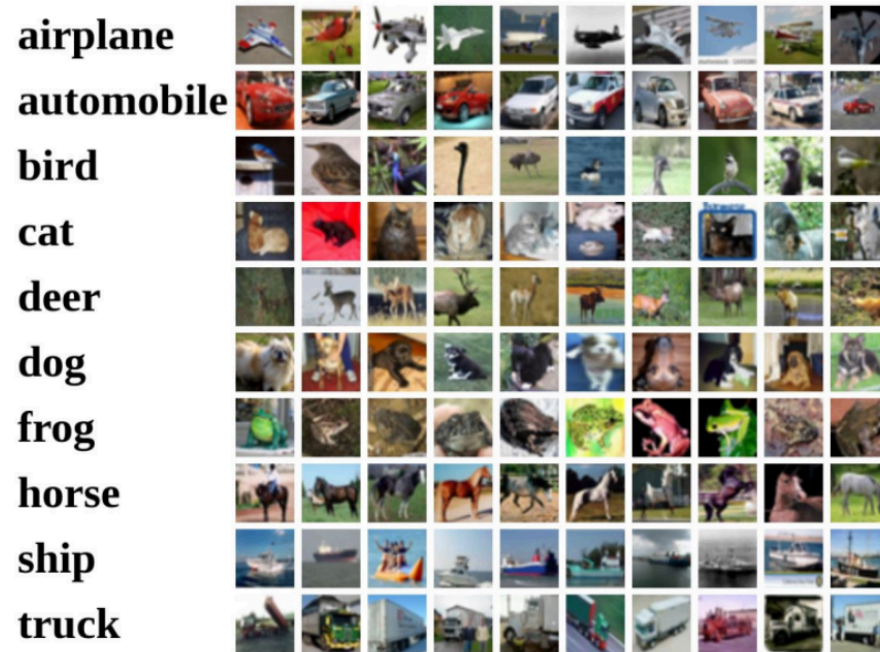 airplane
automobile
bird
cat
deer
dog
frog
horse
ship
truck